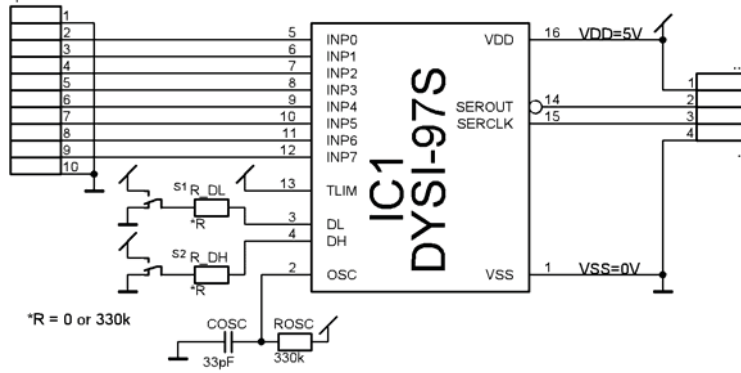 1
2 5 INP0 VDD 16 VDD=5V
3 6 INP1
4 7 INP2
5 8 INP3 1
6 9 INP4 SEROUT 14 2
7 10 INP5 SERCLK 15 3
8 11 INP6 4
9 12 INP7
10
13 TLIM
S1 R_DL
*R
3 DL
4 DH
S2 R_DH
*R
2 OSC VSS 1 VSS=0V
IC1
DYSI-97S
*R = 0 or 330k
COSC ROSC
33pF 330k